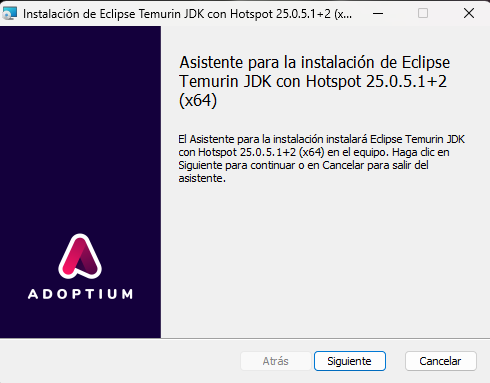 Instalación de Eclipse Temurin JDK con Hotspot 25.0.5.1+2 (x...
Asistente para la instalación de Eclipse
Temurin JDK con Hotspot 25.0.5.1+2
(x64)
El Asistente para la instalación instalará Eclipse Temurin JDK
con Hotspot 25.0.5.1+2 (x64) en el equipo. Haga clic en
Siguiente para continuar o en Cancelar para salir del
asistente.
ADOPTIUM
Atrás
Siguiente
Cancelar